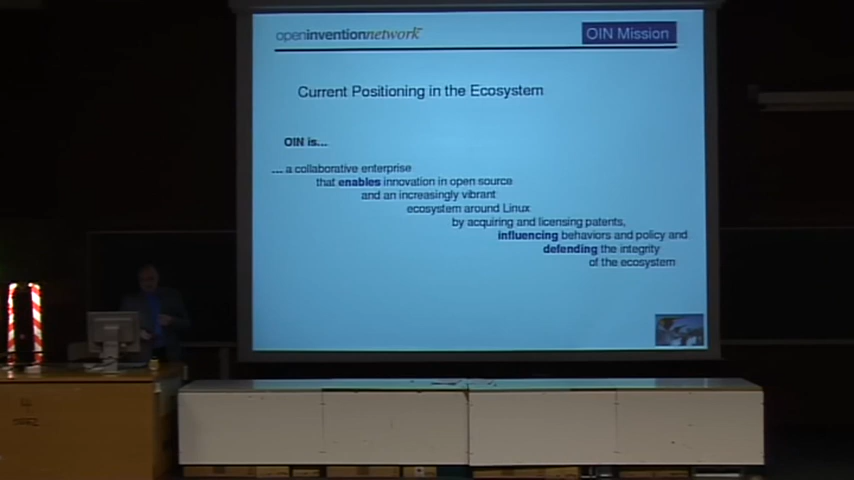 openinventionnetwork
OIN Mission
Current Positioning in the Ecosystem
OIN is...
... a collaborative enterprise
that enables innovation in open source
and an increasingly vibrant
ecosystem around Linux
by acquiring and licensing patents,
influencing behaviors and policy and
defending the integrity
of the ecosystem